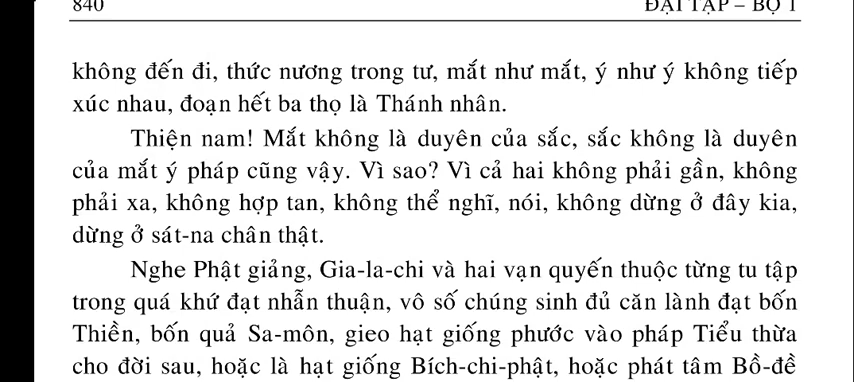 840 ĐẠI TẬP – BỘ 1
không đến đi, thức nương trong tư, mắt như mắt, ý như ý không tiếp
xúc nhau, đoạn hết ba thọ là Thánh nhân.
Thiện nam! Mắt không là duyên của sắc, sắc không là duyên
của mắt ý pháp cũng vậy. Vì sao? Vì cả hai không phải gần, không
phải xa, không hợp tan, không thể nghĩ, nói, không dừng ở đây kia,
dừng ở sát-na chân thật.
Nghe Phật giảng, Gia-la-chi và hai vạn quyến thuộc từng tu tập
trong quá khứ đạt nhẫn thuận, vô số chúng sinh đủ căn lành đạt bốn
Thiền, bốn quả Sa-môn, gieo hạt giống phước vào pháp Tiểu thừa
cho đời sau, hoặc là hạt giống Bích-chi-phật, hoặc phát tâm Bồ-đề